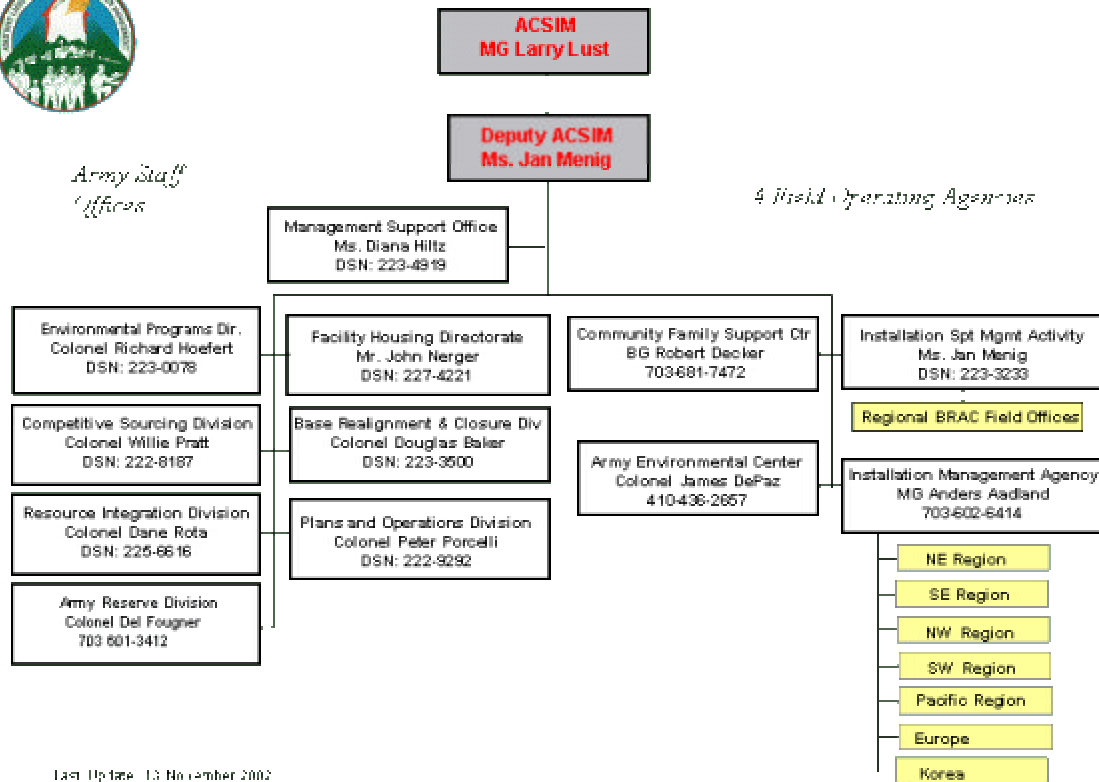 ACSIM
MG Larry Lust
Deputy ACSIM
Ms. Jan Menig
Army Staff
Offices
4 Field Operating Agencies
Management Support Office
Ms. Diana Hiltz
DSN: 223-4919
Environmental Programs Dir.
Colonel Richard Hoefert
DSN: 223-0078
Facility Housing Directorate
Mr. John Nerger
DSN: 227-4221
Community Family Support Ctr
BG Robert Decker
703-681-7472
Installation Spt Mgmt Activity
Ms. Jan Menig
DSN: 223-3233
Regional BRAC Field Offices
Competitive Sourcing Division
Colonel Willie Pratt
DSN: 222-8187
Base Realignment & Closure Div
Colonel Douglas Baker
DSN: 223-3500
Army Environmental Center
Colonel James DePaz
410-436-2657
Installation Management Agency
MG Anders Aadland
703-602-6414
Resource Integration Division
Colonel Dane Rota
DSN: 225-6616
Plans and Operations Division
Colonel Peter Porcelli
DSN: 222-9292
Army Reserve Division
Colonel Del Fougner
703 601-3412
NE Region
SE Region
NW Region
SW Region
Pacific Region
Europe
Korea
Last Update 13 November 2002